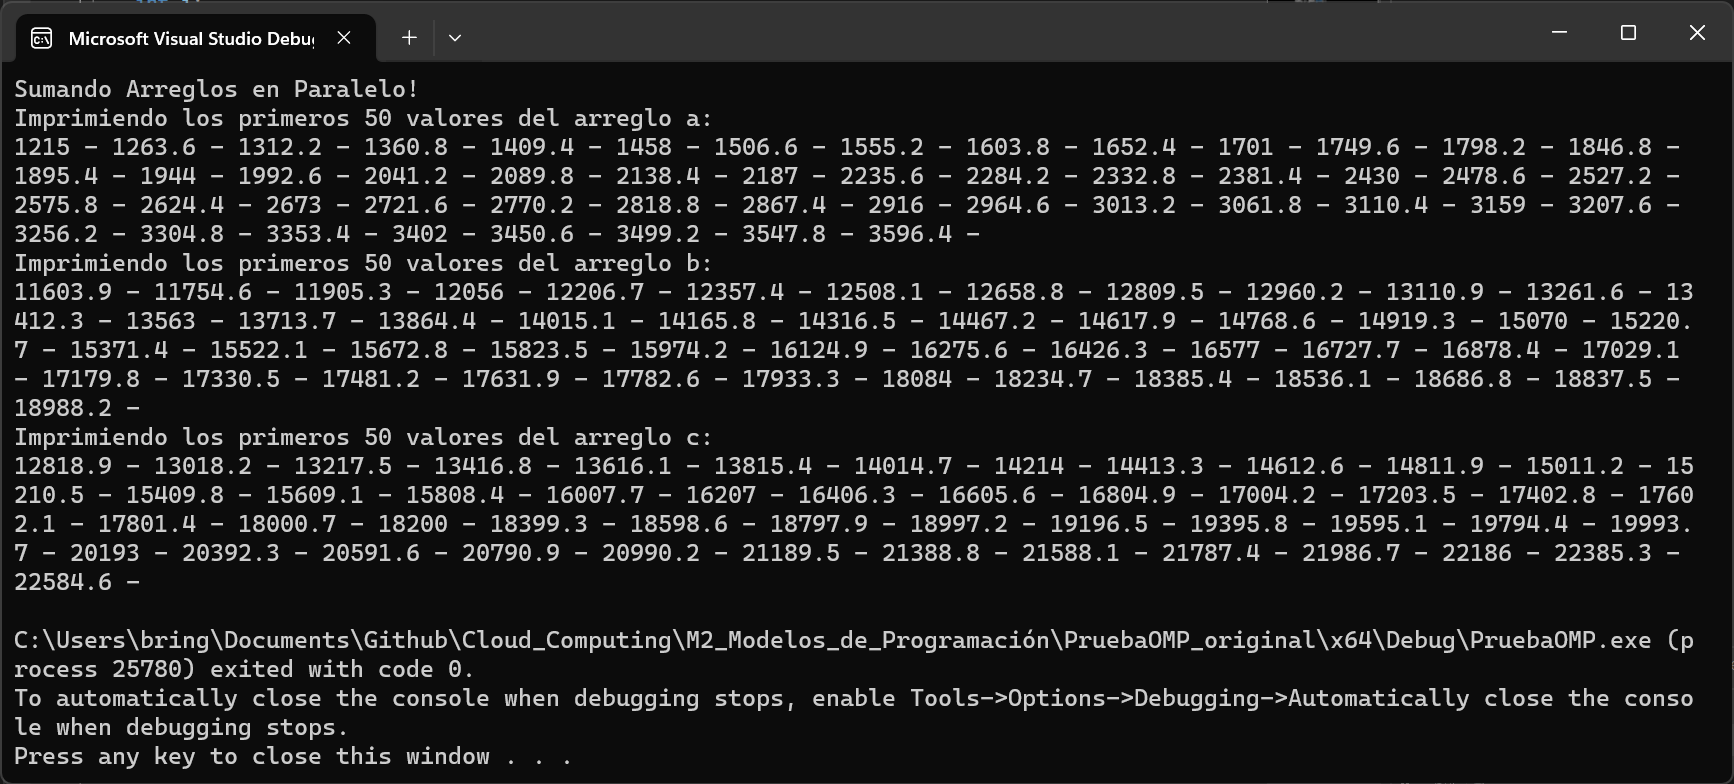 Microsoft Visual Studio Debu
Sumando Arreglos en Paralelo!
Imprimiendo los primeros 50 valores del arreglo a:
1215 - 1263.6 - 1312.2 - 1360.8 - 1409.4 - 1458 - 1506.6 - 1555.2 - 1603.8 - 1652.4 - 1701 - 1749.6 - 1798.2 - 1846.8 -
1895.4 - 1944 - 1992.6 - 2041.2 - 2089.8 - 2138.4 - 2187 - 2235.6 - 2284.2 - 2332.8 - 2381.4 - 2430 - 2478.6 - 2527.2 -
2575.8 - 2624.4 - 2673 - 2721.6 - 2770.2 - 2818.8 - 2867.4 - 2916 - 2964.6 - 3013.2 - 3061.8 - 3110.4 - 3159 - 3207.6 -
3256.2 - 3304.8 - 3353.4 - 3402 - 3450.6 - 3499.2 - 3547.8 - 3596.4 -
Imprimiendo los primeros 50 valores del arreglo b:
11603.9 - 11754.6 - 11905.3 - 12056 - 12206.7 - 12357.4 - 12508.1 - 12658.8 - 12809.5 - 12960.2 - 13110.9 - 13261.6 - 13
412.3 - 13563 - 13713.7 - 13864.4 - 14015.1 - 14165.8 - 14316.5 - 14467.2 - 14617.9 - 14768.6 - 14919.3 - 15070 - 15220.
7 - 15371.4 - 15522.1 - 15672.8 - 15823.5 - 15974.2 - 16124.9 - 16275.6 - 16426.3 - 16577 - 16727.7 - 16878.4 - 17029.1
- 17179.8 - 17330.5 - 17481.2 - 17631.9 - 17782.6 - 17933.3 - 18084 - 18234.7 - 18385.4 - 18536.1 - 18686.8 - 18837.5 -
18988.2 -
Imprimiendo los primeros 50 valores del arreglo c:
12818.9 - 13018.2 - 13217.5 - 13416.8 - 13616.1 - 13815.4 - 14014.7 - 14214 - 14413.3 - 14612.6 - 14811.9 - 15011.2 - 15
210.5 - 15409.8 - 15609.1 - 15808.4 - 16007.7 - 16207 - 16406.3 - 16605.6 - 16804.9 - 17004.2 - 17203.5 - 17402.8 - 1760
2.1 - 17801.4 - 18000.7 - 18200 - 18399.3 - 18598.6 - 18797.9 - 18997.2 - 19196.5 - 19395.8 - 19595.1 - 19794.4 - 19993.
7 - 20193 - 20392.3 - 20591.6 - 20790.9 - 20990.2 - 21189.5 - 21388.8 - 21588.1 - 21787.4 - 21986.7 - 22186 - 22385.3 -
22584.6 -
C:\Users\bring\Documents\Github\Cloud_Computing\M2_Modelos_de_Programación\PruebaOMP_original\x64\Debug\PruebaOMP.exe (p
rocess 25780) exited with code 0.
To automatically close the console when debugging stops, enable Tools->Options->Debugging->Automatically close the conso
le when debugging stops.
Press any key to close this window . . .